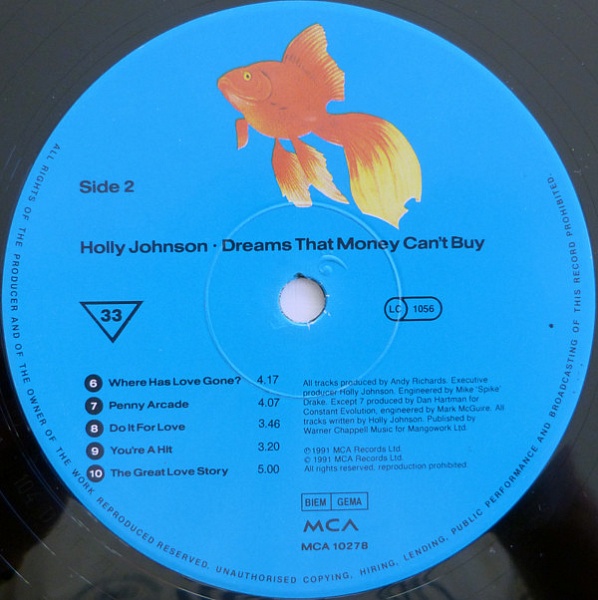 Side 2
Holly Johnson · Dreams That Money Can't Buy
33
LC 1056
6 Where Has Love Gone? 4.17
7 Penny Arcade 4.07
8 Do It For Love 3.46
9 You're A Hit 3.20
10 The Great Love Story 5.00
All tracks produced by Andy Richards. Executive
producer Holly Johnson. Engineered by Mike 'Spike'
Drake. Except 7 produced by Dan Hartman for
Constant Evolution, engineered by Mark McGuire. All
tracks written by Holly Johnson. Published by
Warner Chappell Music for Mangowork Ltd.
℗ 1991 MCA Records Ltd.
© 1991 MCA Records Ltd.
All rights reserved, reproduction prohibited.
BIEM GEMA
MCA
MCA 10278
ALL RIGHTS OF THE PRODUCER AND OF THE OWNER OF THE WORK REPRODUCED RESERVED. UNAUTHORISED COPYING, HIRING, LENDING, PUBLIC PERFORMANCE AND BROADCASTING OF THIS RECORD PROHIBITED.